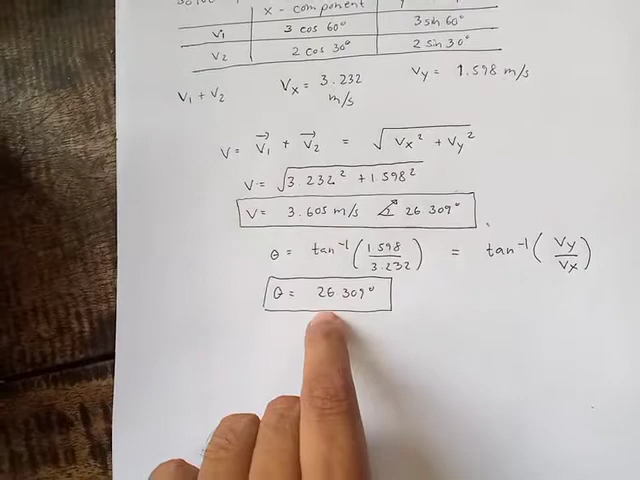 x - component
V1 3 cos 60° 3 sin 60°
V2 2 cos 30° 2 sin 30°
V1 + V2 Vx = 3.232 m/s Vy = 1.598 m/s
V = V1 + V2 = √Vx² + Vy²
V = √3.232² + 1.598²
V = 3.605 m/s ∡ 26.309°
θ = tan⁻¹(1.598/3.232) = tan⁻¹(Vy/Vx)
θ = 26.309°